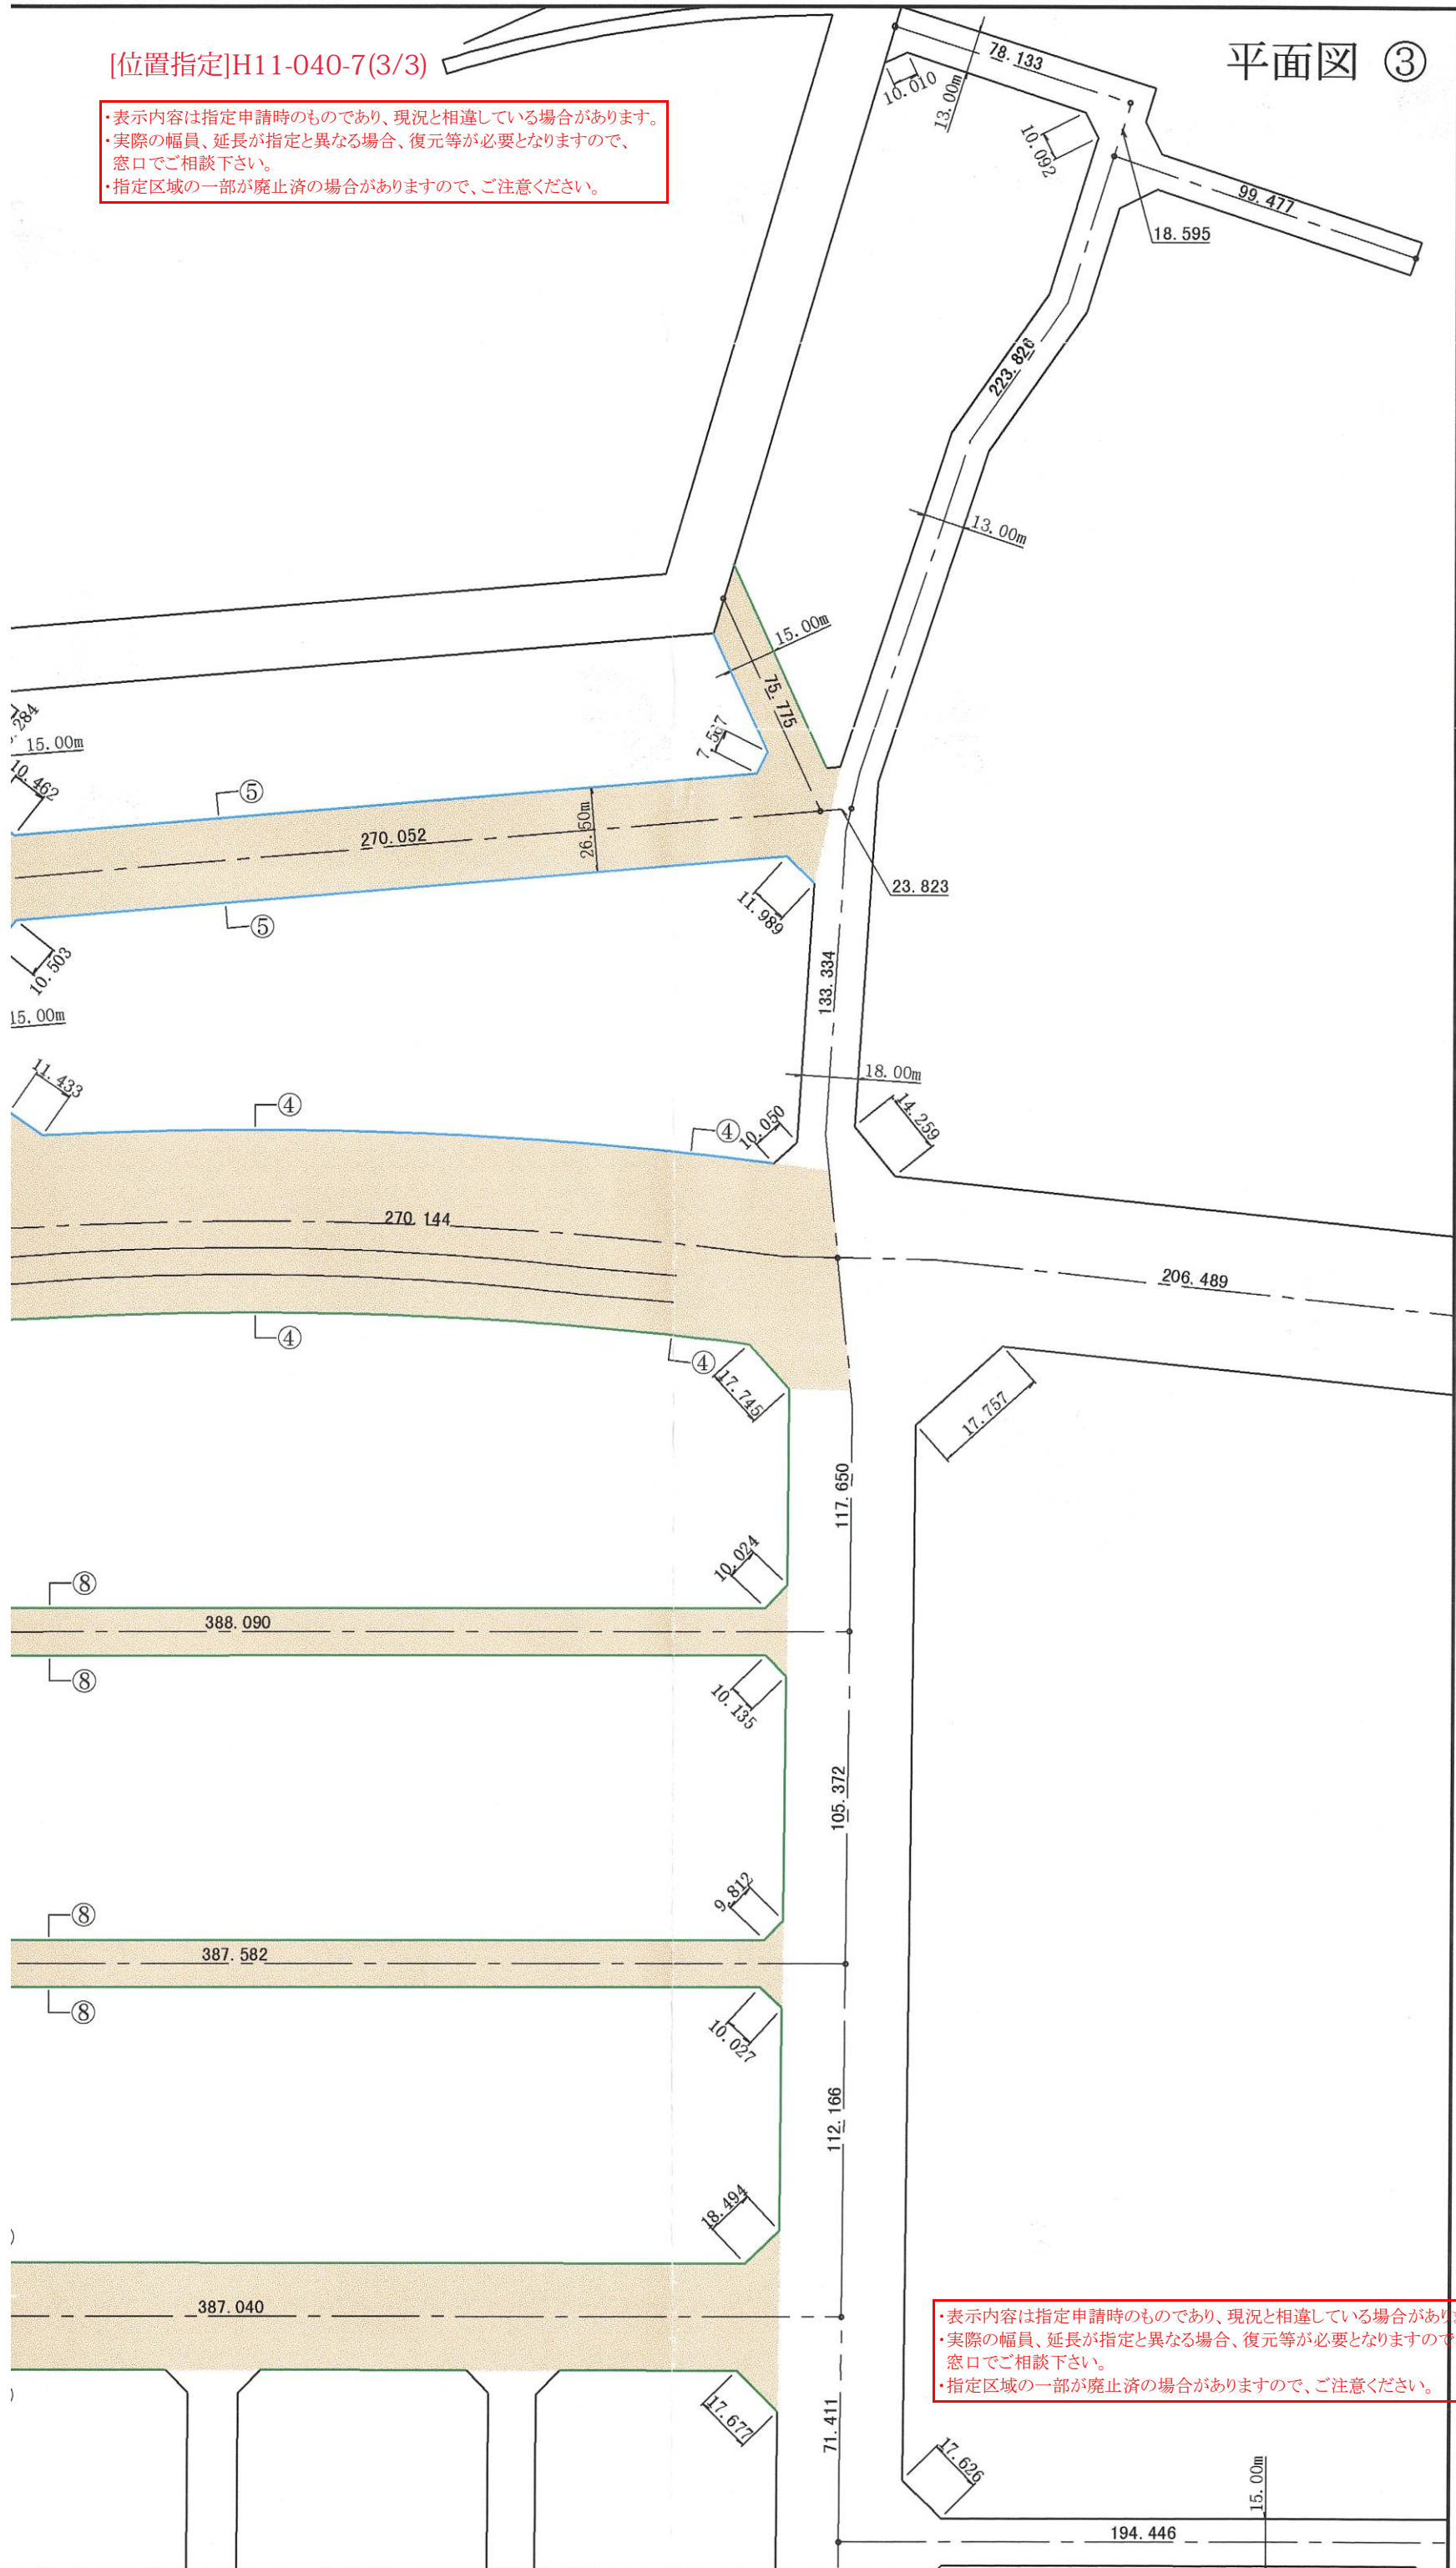 [位置指定]H11-040-7(3/3)
平面図 ③
・表示内容は指定申請時のものであり、現況と相違している場合があります。
・実際の幅員、延長が指定と異なる場合、復元等が必要となりますので、
窓口でご相談下さい。
・指定区域の一部が廃止済の場合がありますので、ご注意ください。
78.133
10.010
13.00m
10.092
99.477
18.595
223.826
13.00m
15.00m
75.775
.284
15.00m
7.567
10.462
⑤
270.052
26.50m
23.823
11.989
⑤
10.503
133.334
15.00m
18.00m
11.433
④
④
10.050
14.259
270.144
206.489
④
④
17.745
17.757
117.650
10.024
⑧
388.090
⑧
10.135
105.372
9.812
⑧
387.582
⑧
10.027
112.166
18.494
387.040
・表示内容は指定申請時のものであり、現況と相違している場合があり
・実際の幅員、延長が指定と異なる場合、復元等が必要となりますので
窓口でご相談下さい。
・指定区域の一部が廃止済の場合がありますので、ご注意ください。
17.677
71.411
17.626
15.00m
194.446